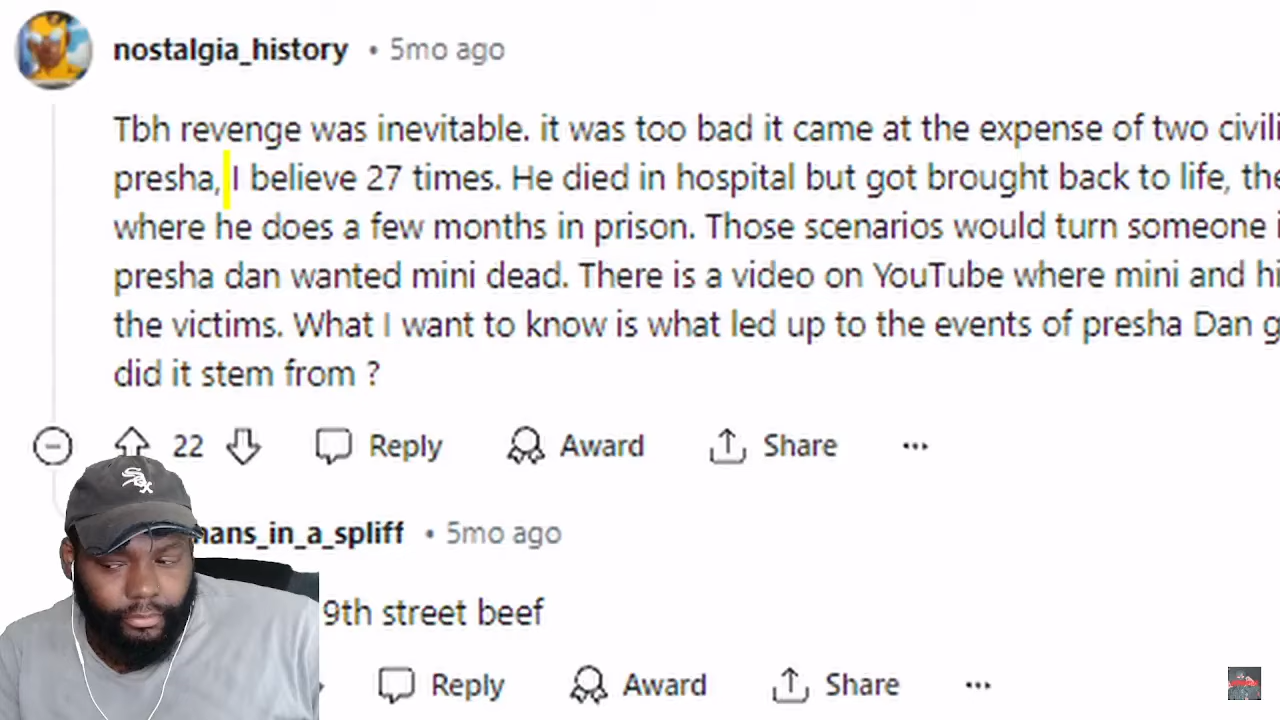 nostalgia_history • 5mo ago
Tbh revenge was inevitable. it was too bad it came at the expense of two
presha, I believe 27 times. He died in hospital but got brought back to life,
where he does a few months in prison. Those scenarios would turn someone
presha dan wanted mini dead. There is a video on YouTube where mini and
the victims. What I want to know is what led up to the events of presha Dan
did it stem from ?
22 Reply Award Share
• 5mo ago
9th street beef
Reply Award Share